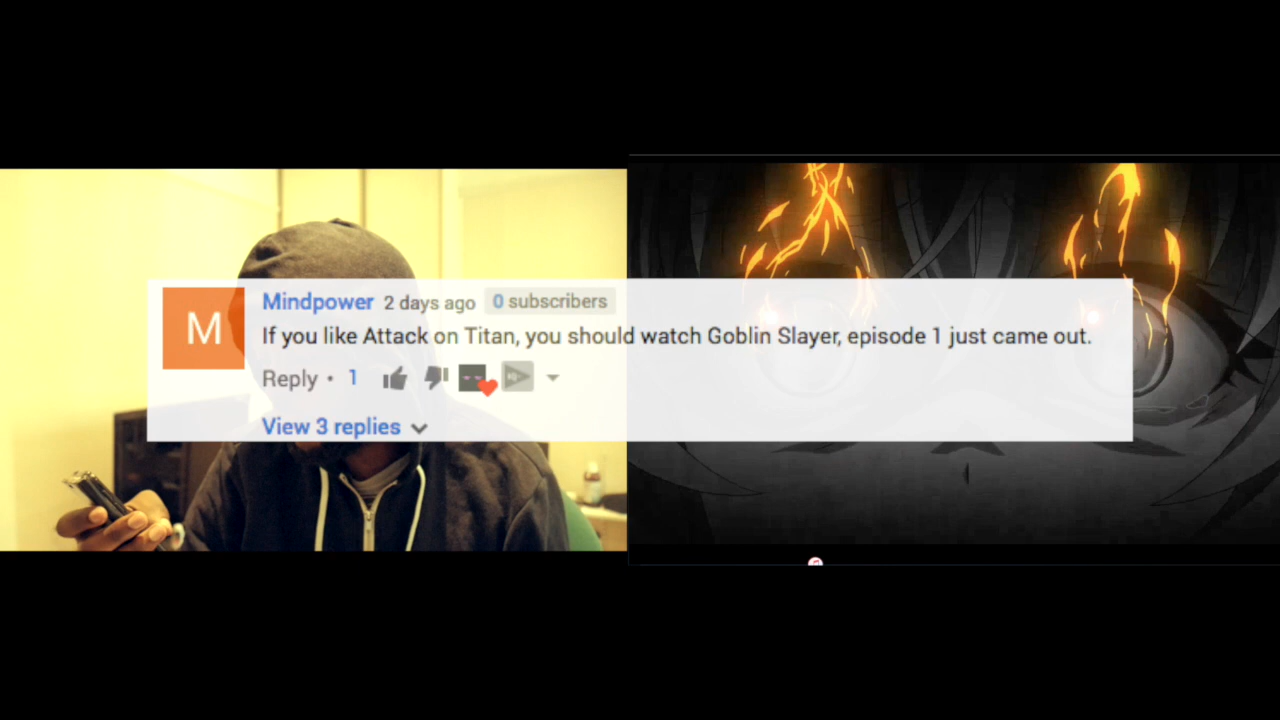 M
Mindpower 2 days ago 0 subscribers
If you like Attack on Titan, you should watch Goblin Slayer, episode 1 just came out.
Reply • 1
View 3 replies